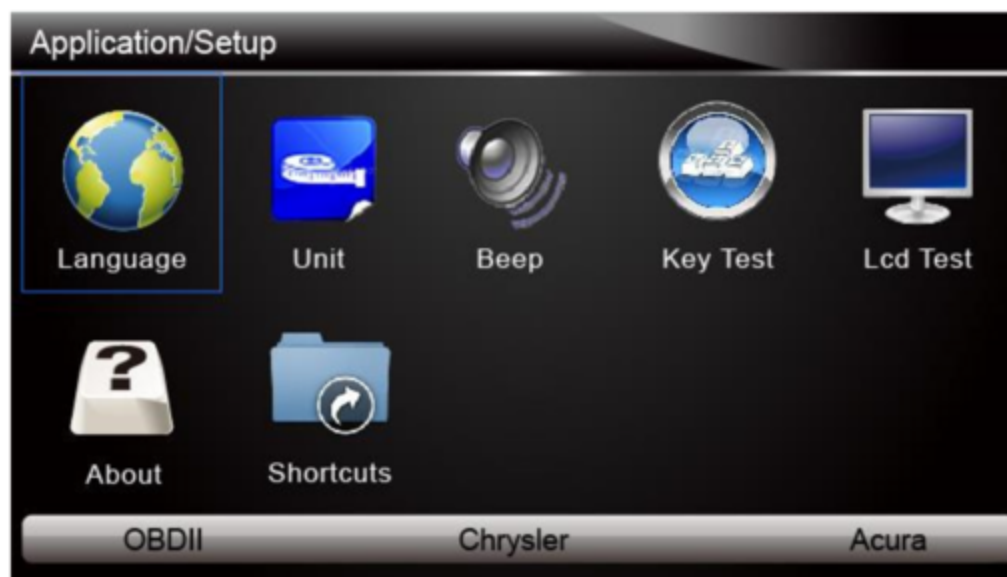 Application/Setup
Language Unit Beep Key Test Lcd Test
?
About Shortcuts
OBDII Chrysler Acura